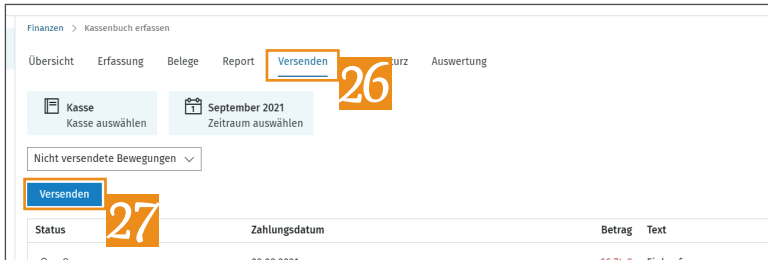 Finanzen > Kassenbuch erfassen
Übersicht Erfassung Belege Report Versenden urz Auswertung
26
Kasse
Kasse auswählen
1 September 2021
Zeitraum auswählen
Nicht versendete Bewegungen
Versenden
27
Status Zahlungsdatum Betrag Text